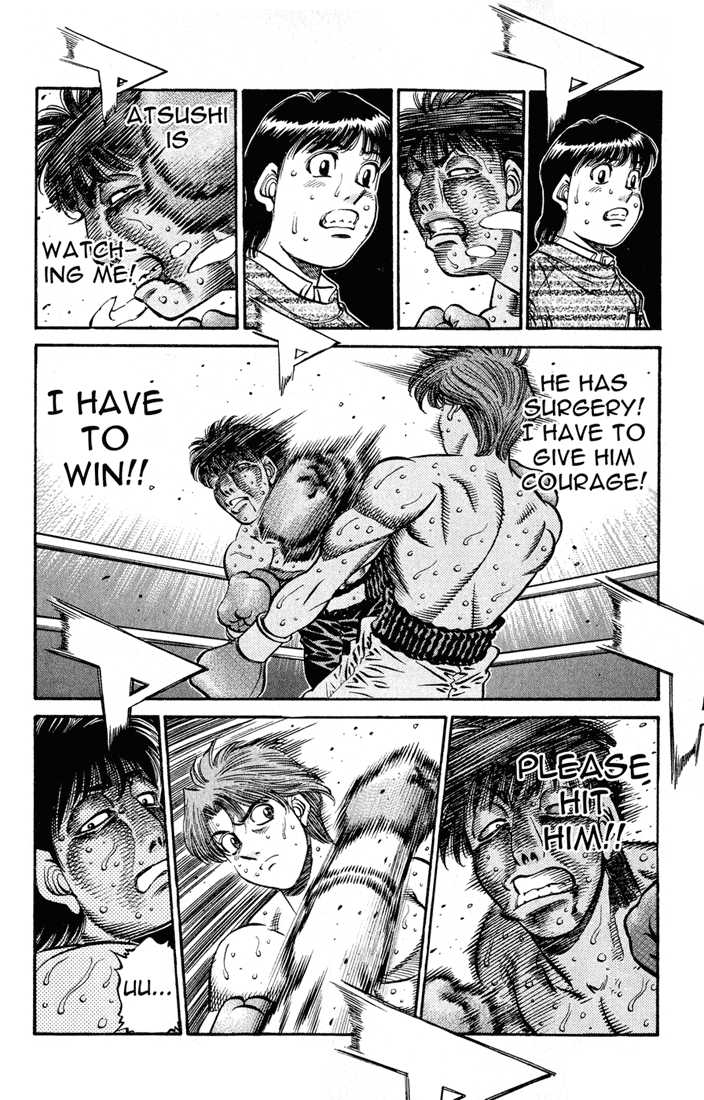 ATSUSHI
IS
WATCH-
ING ME!
HE HAS
SURGERY!
I HAVE TO
GIVE HIM
COURAGE!
I HAVE
TO
WIN!!
PLEASE
HIT
HIM!!
UU...